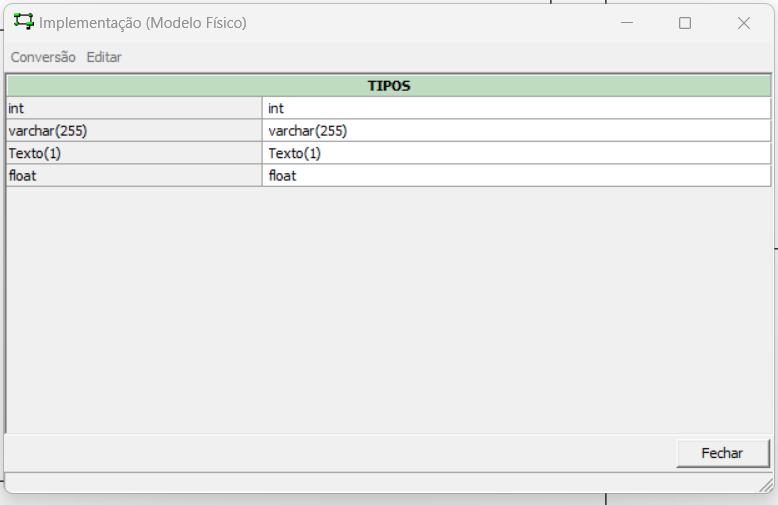 Implementação (Modelo Físico)
Conversão Editar
TIPOS
int int
varchar(255) varchar(255)
Texto(1) Texto(1)
float float
Fechar